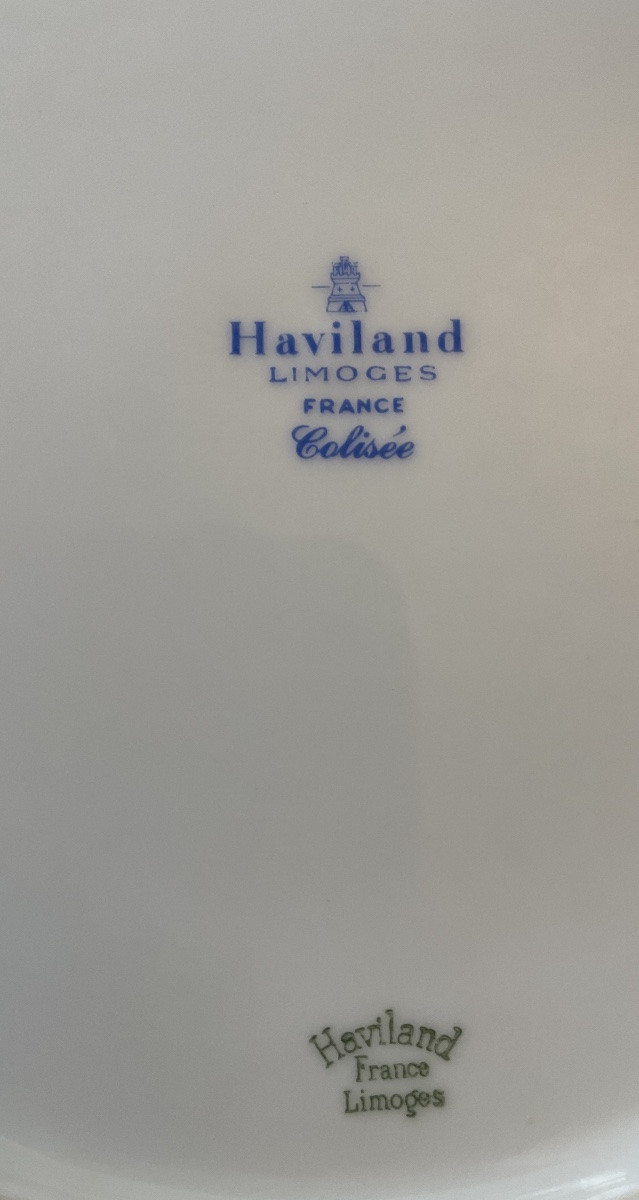 Haviland
LIMOGES
FRANCE
Colisée
Haviland
France
Limoges